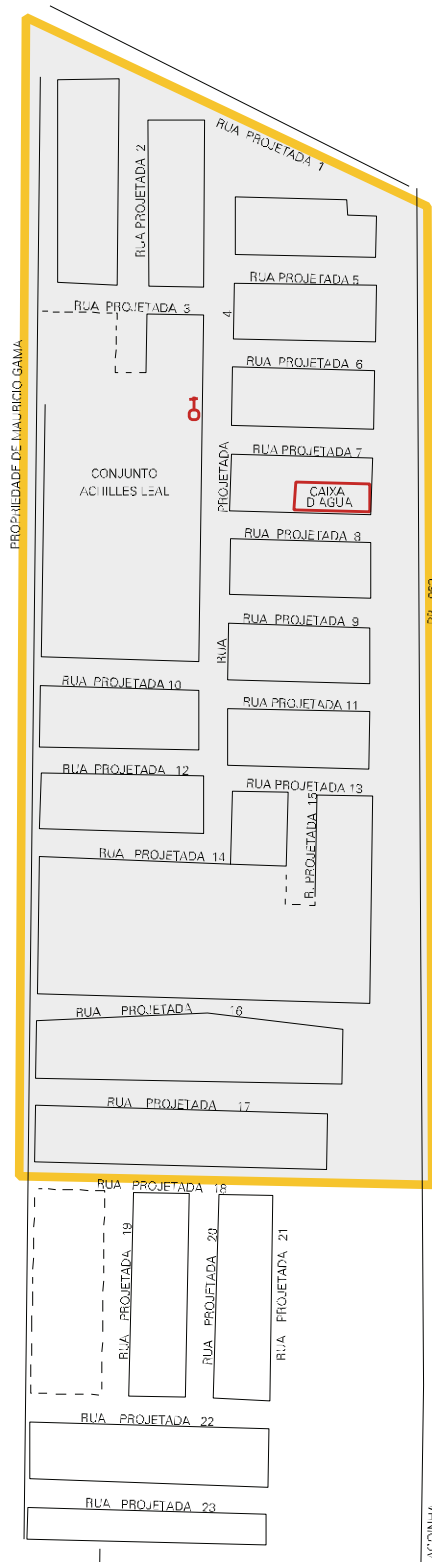 RUA PROJETADA 1
RUA PROJETADA 2
RUA PROJETADA 5
RUA PROJETADA 3
RUA PROJETADA 4
RUA PROJETADA 6
PROPRIEDADE DE MAURICIO GAMA
RUA PROJETADA 7
CONJUNTO
ACHILLES LEAL
CAIXA
D'AGUA
RUA PROJETADA 8
RUA PROJETADA 9
RUA PROJETADA 10
RUA PROJETADA 11
RUA PROJETADA 12
RUA PROJETADA 13
R. PROJETADA 15
RUA PROJETADA 14
RUA PROJETADA 16
RUA PROJETADA 17
RUA PROJETADA 18
RUA PROJETADA 19
RUA PROJETADA 20
RUA PROJETADA 21
RUA PROJETADA 22
RUA PROJETADA 23